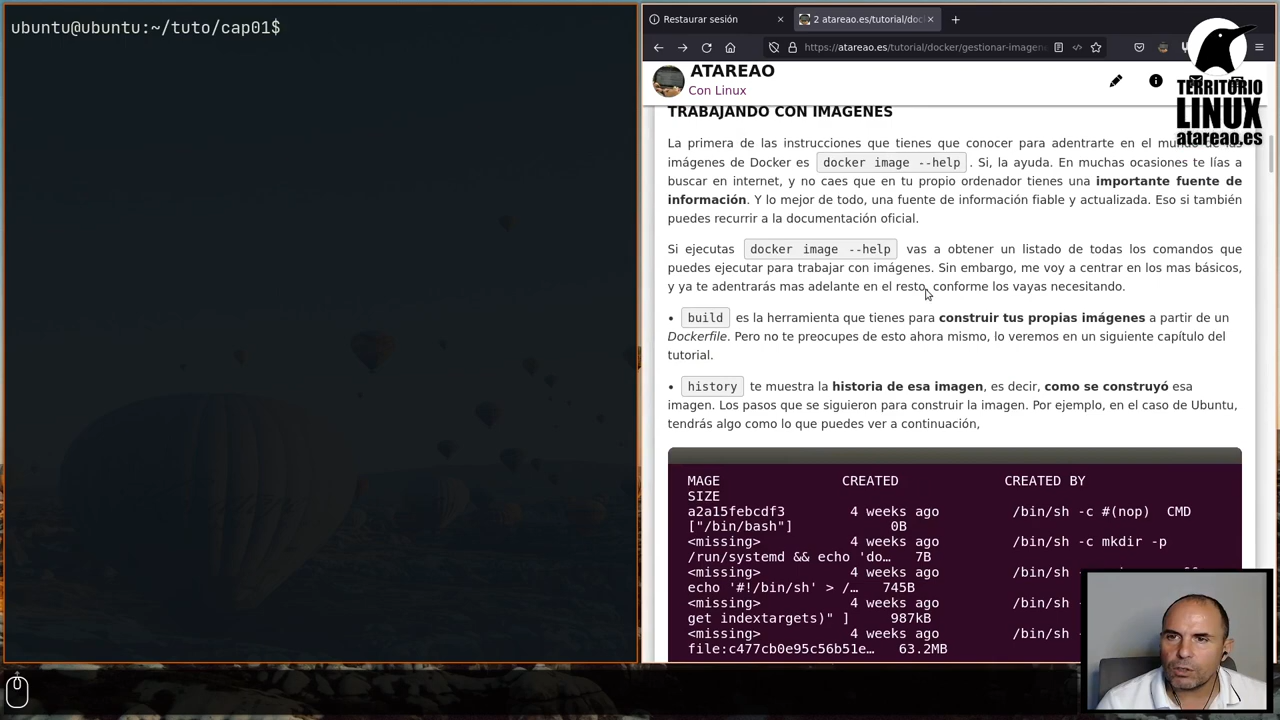 ubuntu@ubuntu:~/tuto/cap01$
Restaurar sesión
2 atareao.es/tutorial/doc
https://atareao.es/tutorial/docker/gestionar-imagen
ATAREAO
Con Linux
TERRITORIO
LINUX
atareao.es
TRABAJANDO CON IMÁGENES
La primera de las instrucciones que tienes que conocer para adentrarte en el mundo de las
imágenes de Docker es docker image --help . Si, la ayuda. En muchas ocasiones te lías a
buscar en internet, y no caes que en tu propio ordenador tienes una importante fuente de
información. Y lo mejor de todo, una fuente de información fiable y actualizada. Eso si también
puedes recurrir a la documentación oficial.
Si ejecutas docker image --help vas a obtener un listado de todas los comandos que
puedes ejecutar para trabajar con imágenes. Sin embargo, me voy a centrar en los mas básicos,
y ya te adentrarás mas adelante en el resto, conforme los vayas necesitando.
• build es la herramienta que tienes para construir tus propias imágenes a partir de un
Dockerfile. Pero no te preocupes de esto ahora mismo, lo veremos en un siguiente capítulo del
tutorial.
• history te muestra la historia de esa imagen, es decir, como se construyó esa
imagen. Los pasos que se siguieron para construir la imagen. Por ejemplo, en el caso de Ubuntu,
tendrás algo como lo que puedes ver a continuación,
MAGE CREATED CREATED BY
SIZE
a2a15febcdf3 4 weeks ago /bin/sh -c #(nop) CMD
["/bin/bash"] 0B
<missing> 4 weeks ago /bin/sh -c mkdir -p
/run/systemd && echo 'do… 7B
<missing> 4 weeks ago /bin/sh
echo '#!/bin/sh' > /… 745B
<missing> 4 weeks ago /bin/sh
get indextargets)" ] 987kB
<missing> 4 weeks ago /bin/sh
file:c477cb0e95c56b51e… 63.2MB